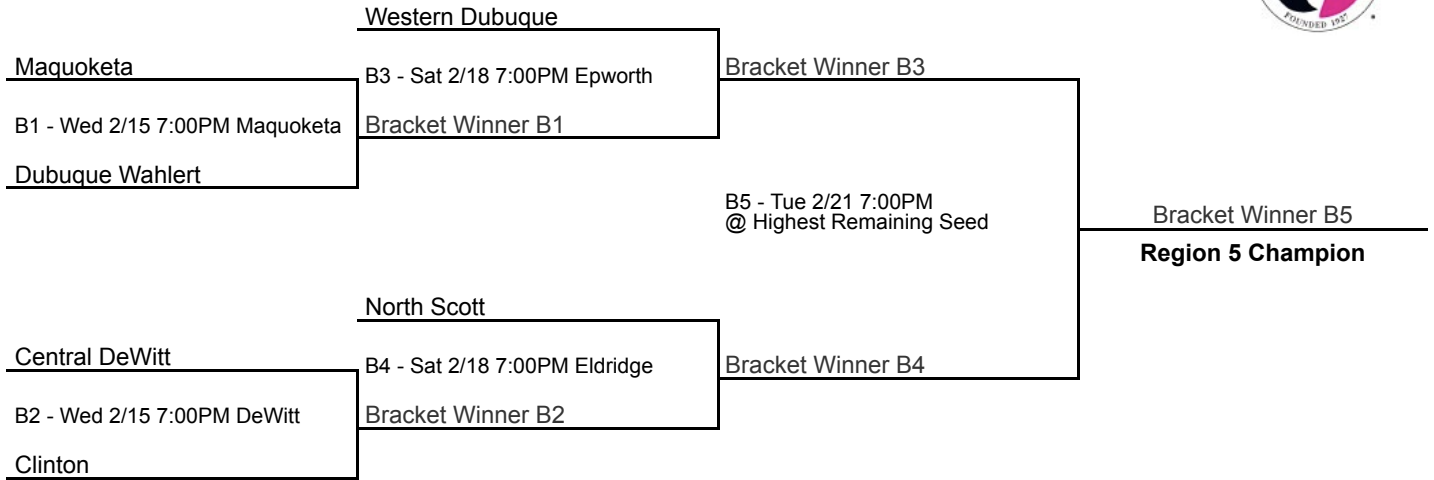 FOUNDED 1927
Western Dubuque
Maquoketa
B3 - Sat 2/18 7:00PM Epworth
Bracket Winner B3
B1 - Wed 2/15 7:00PM Maquoketa
Bracket Winner B1
Dubuque Wahlert
B5 - Tue 2/21 7:00PM
@ Highest Remaining Seed
Bracket Winner B5
Region 5 Champion
North Scott
Central DeWitt
B4 - Sat 2/18 7:00PM Eldridge
Bracket Winner B4
B2 - Wed 2/15 7:00PM DeWitt
Bracket Winner B2
Clinton